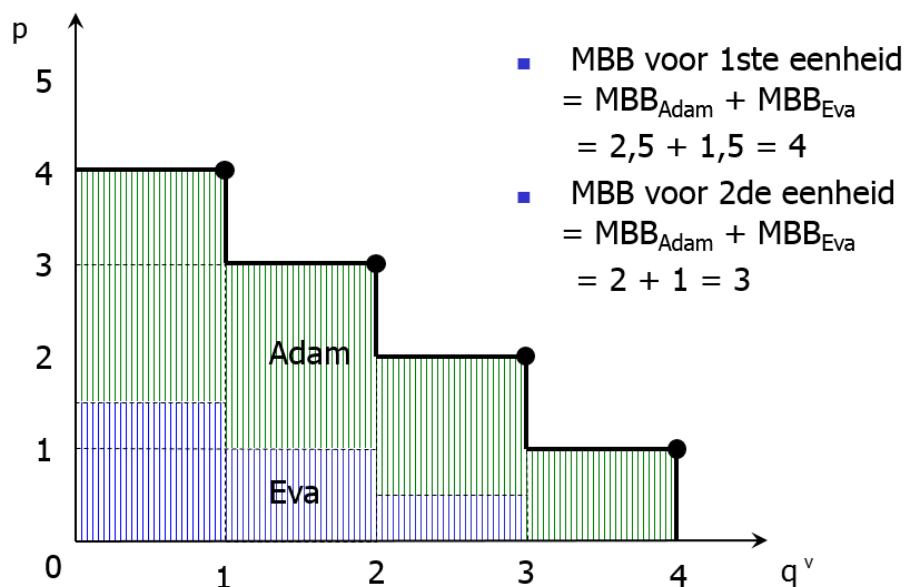 p
5
4
3
2
1
0
1
2
3
4
q v
Adam
Eva
MBB voor 1ste eenheid
= MBBAdam + MBBEva
= 2,5 + 1,5 = 4
MBB voor 2de eenheid
= MBBAdam + MBBEva
= 2 + 1 = 3